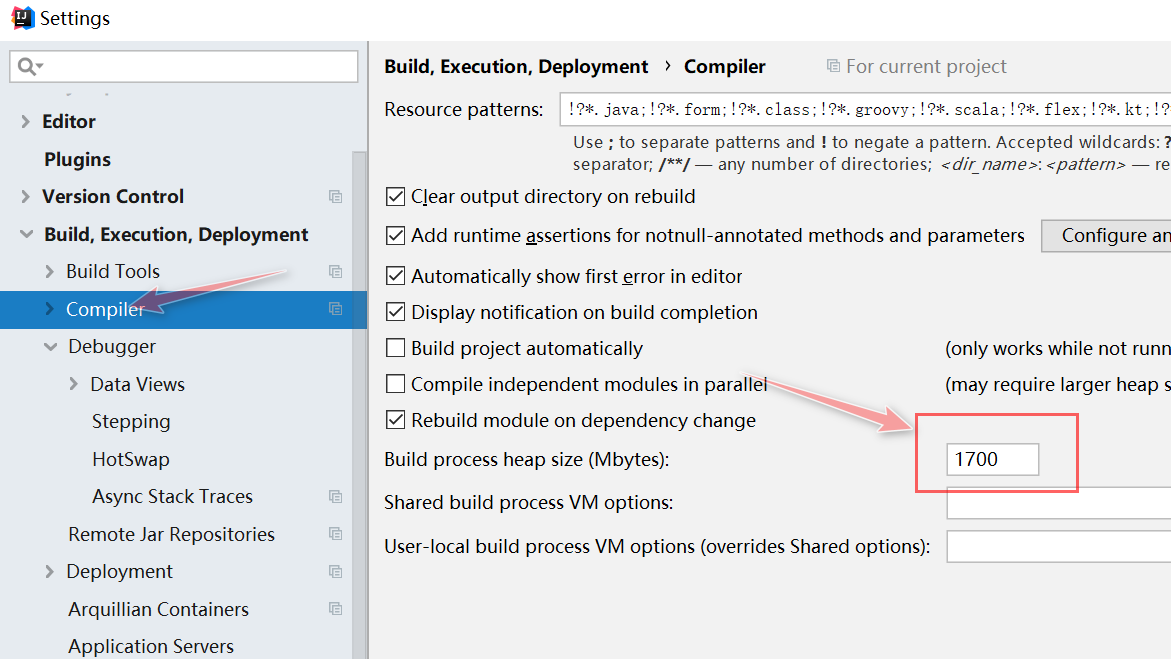 Settings
Editor
Plugins
Version Control
Build, Execution, Deployment
Build Tools
Compiler
Debugger
Data Views
Stepping
HotSwap
Async Stack Traces
Remote Jar Repositories
Deployment
Arquillian Containers
Application Servers
Build, Execution, Deployment › Compiler For current project
Resource patterns: !?*.java;!?*.form;!?*.class;!?*.groovy;!?*.scala;!?*.flex;!?*.kt;!?
Use ; to separate patterns and ! to negate a pattern. Accepted wildcards: ?
separator; /**/ — any number of directories; <dir_name>:<pattern> — re
Clear output directory on rebuild
Add runtime assertions for notnull-annotated methods and parameters Configure an
Automatically show first error in editor
Display notification on build completion
Build project automatically (only works while not runn
Compile independent modules in parallel (may require larger heap s
Rebuild module on dependency change
Build process heap size (Mbytes): 1700
Shared build process VM options:
User-local build process VM options (overrides Shared options):